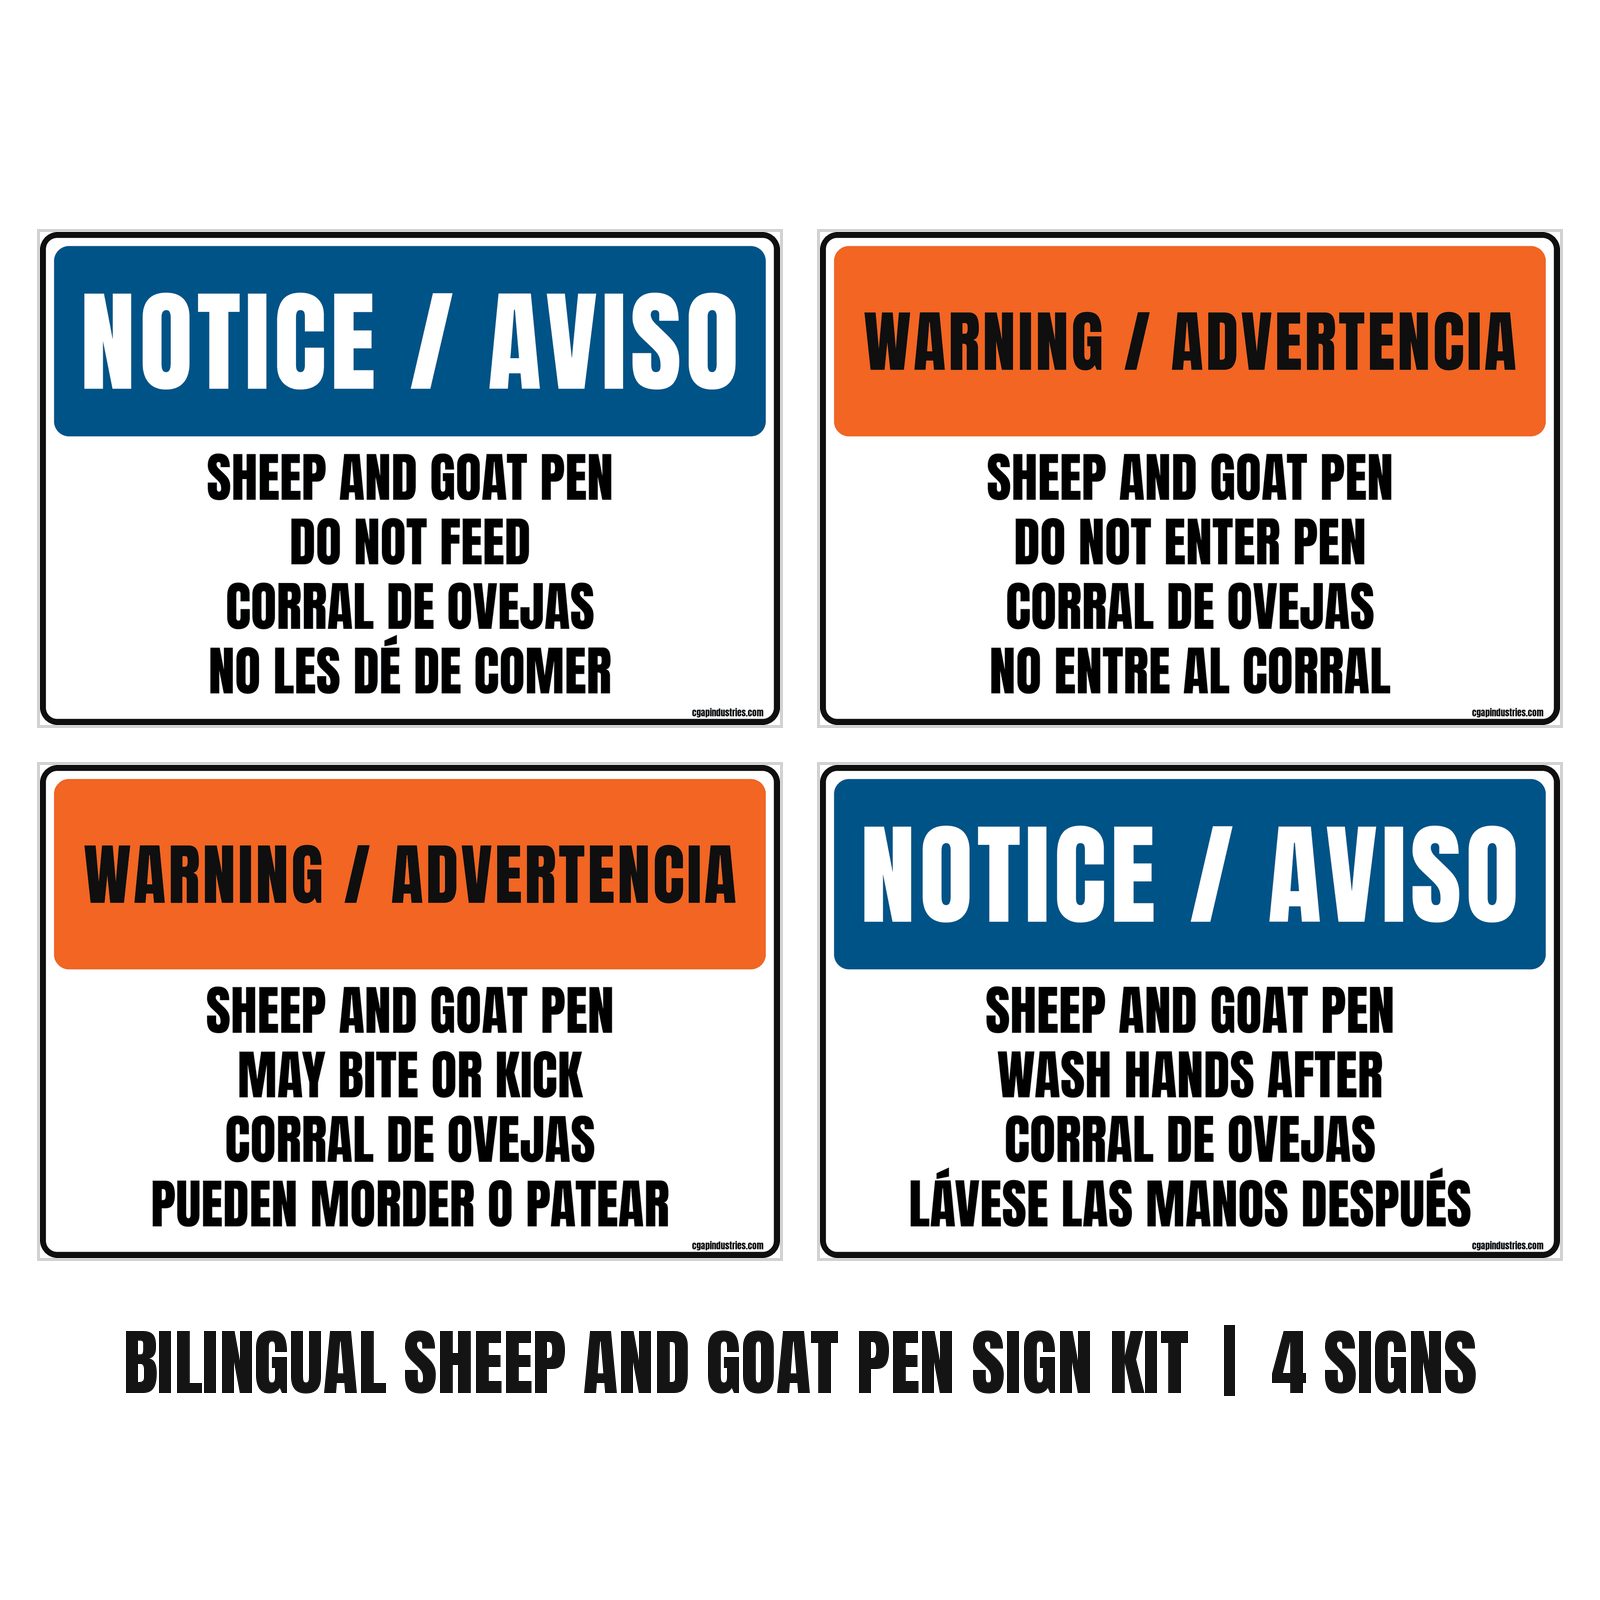 NOTICE / AVISO
SHEEP AND GOAT PEN
DO NOT FEED
CORRAL DE OVEJAS
NO LES DÉ DE COMER
cgapindustries.com
WARNING / ADVERTENCIA
SHEEP AND GOAT PEN
DO NOT ENTER PEN
CORRAL DE OVEJAS
NO ENTRE AL CORRAL
cgapindustries.com
WARNING / ADVERTENCIA
SHEEP AND GOAT PEN
MAY BITE OR KICK
CORRAL DE OVEJAS
PUEDEN MORDER O PATEAR
cgapindustries.com
NOTICE / AVISO
SHEEP AND GOAT PEN
WASH HANDS AFTER
CORRAL DE OVEJAS
LÁVESE LAS MANOS DESPUÉS
cgapindustries.com
BILINGUAL SHEEP AND GOAT PEN SIGN KIT | 4 SIGNS